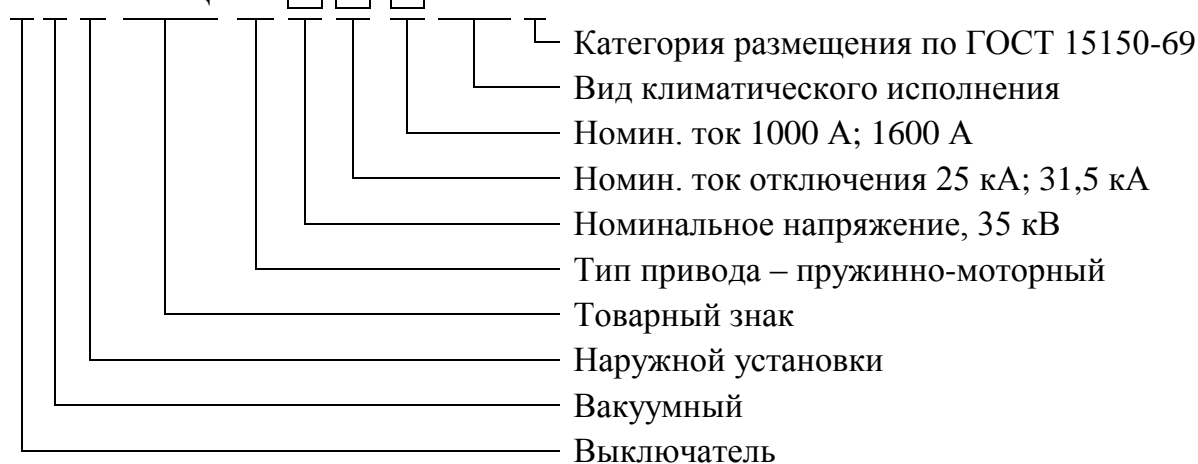 Категория размещения по ГОСТ 15150-69
Вид климатического исполнения
Номин. ток 1000 А; 1600 А
Номин. ток отключения 25 кА; 31,5 кА
Номинальное напряжение, 35 кВ
Тип привода – пружинно-моторный
Товарный знак
Наружной установки
Вакуумный
Выключатель